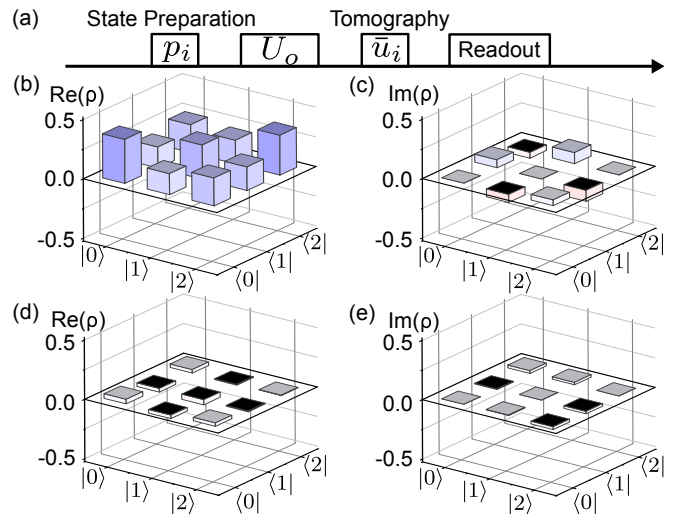 (a) State Preparation Tomography
p_i U_o ū_i Readout
(b) Re(ρ) (c) Im(ρ)
0.5 0.5
0.0 0.0
-0.5 -0.5
|0⟩ |1⟩ |2⟩ ⟨0| ⟨1| ⟨2| |0⟩ |1⟩ |2⟩ ⟨0| ⟨1| ⟨2|
(d) Re(ρ) (e) Im(ρ)
0.5 0.5
0.0 0.0
-0.5 -0.5
|0⟩ |1⟩ |2⟩ ⟨0| ⟨1| ⟨2| |0⟩ |1⟩ |2⟩ ⟨0| ⟨1| ⟨2|